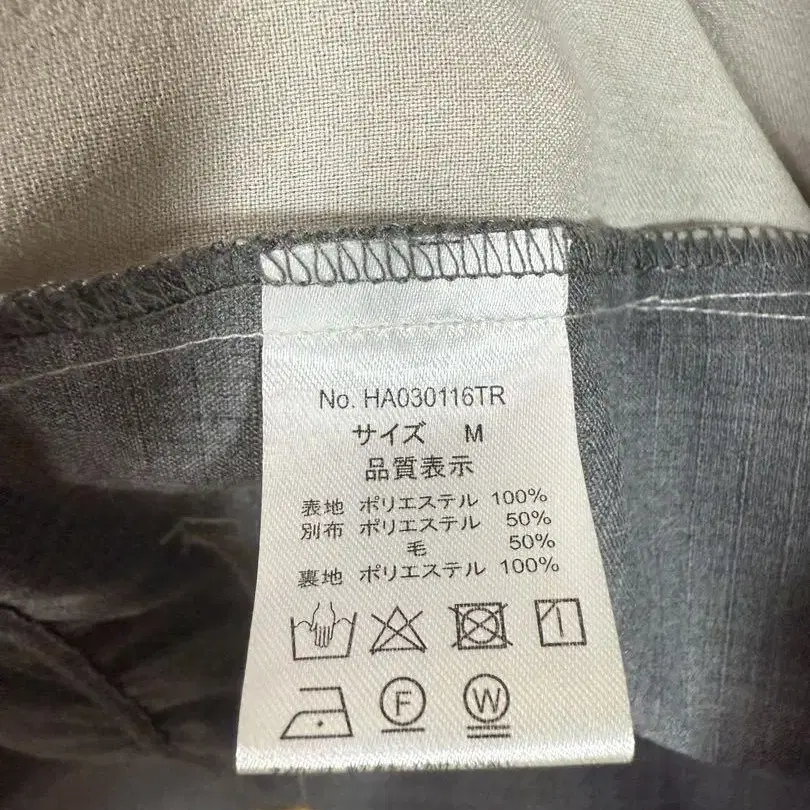 No. HA030116TR
サイズ M
品質表示
表地 ポリエステル 100%
別布 ポリエステル 50%
毛 50%
裏地 ポリエステル 100%
F W